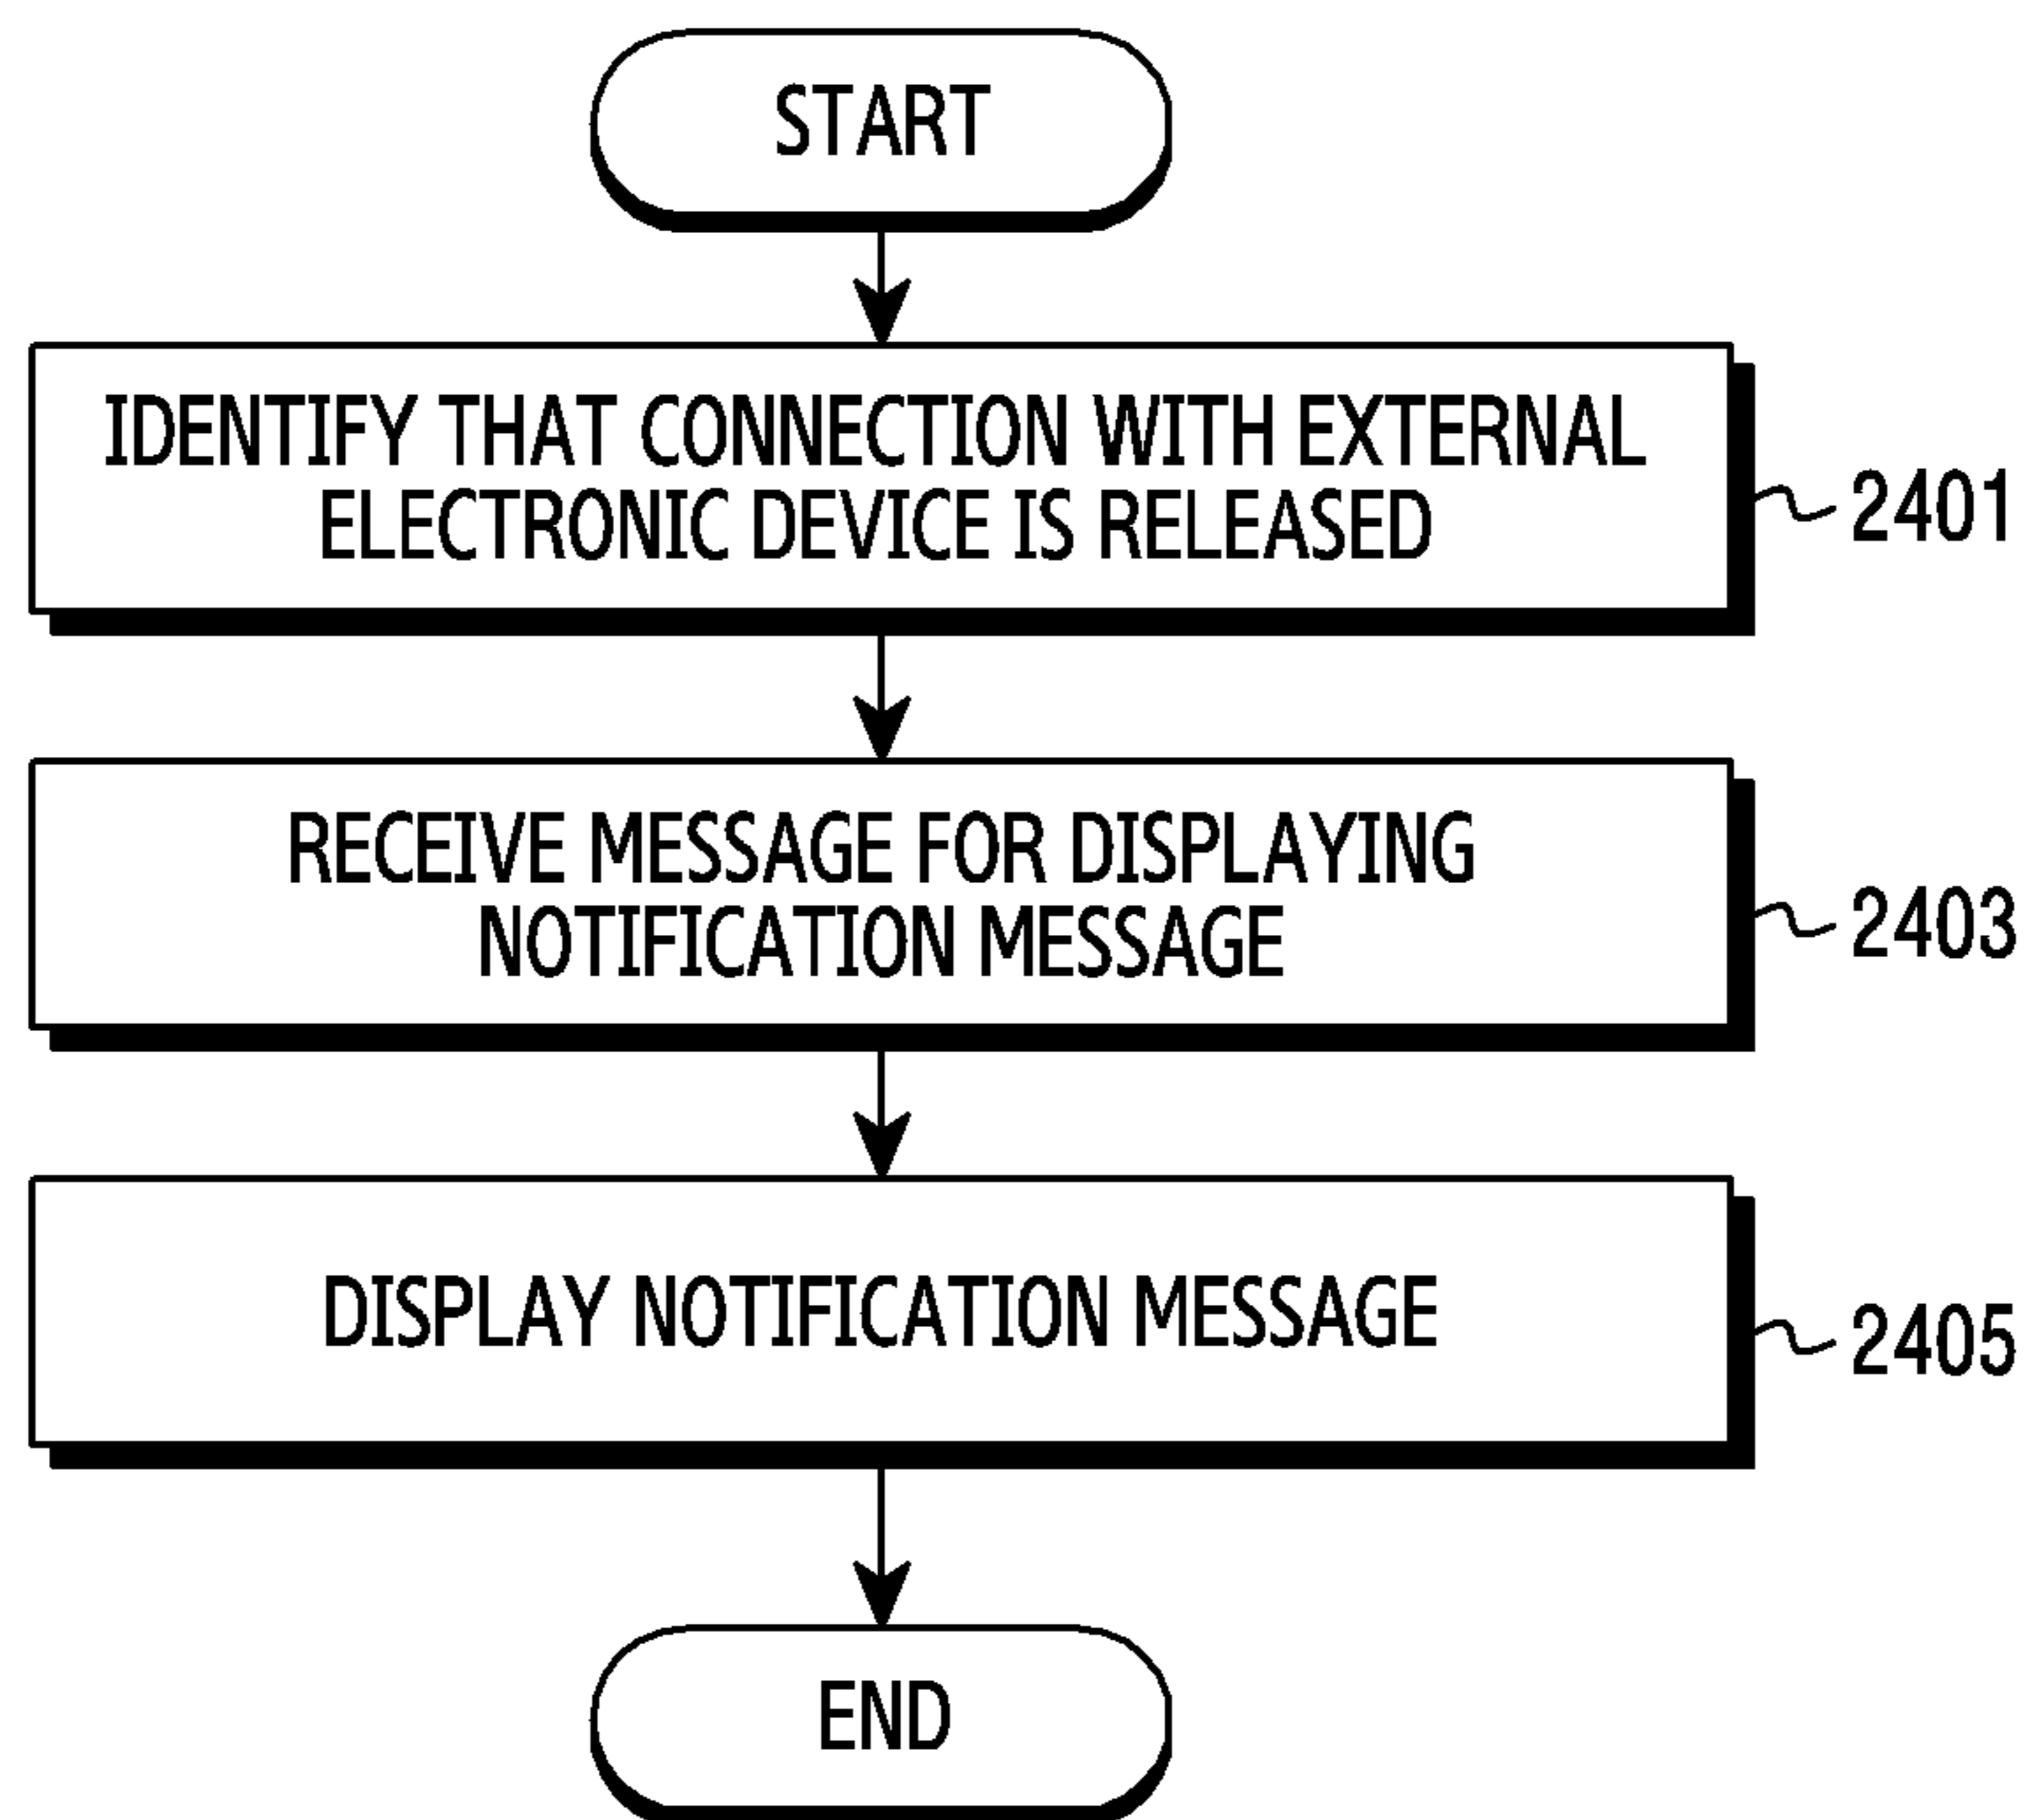 START
IDENTIFY THAT CONNECTION WITH EXTERNAL
ELECTRONIC DEVICE IS RELEASED
2401
RECEIVE MESSAGE FOR DISPLAYING
NOTIFICATION MESSAGE
2403
DISPLAY NOTIFICATION MESSAGE
2405
END